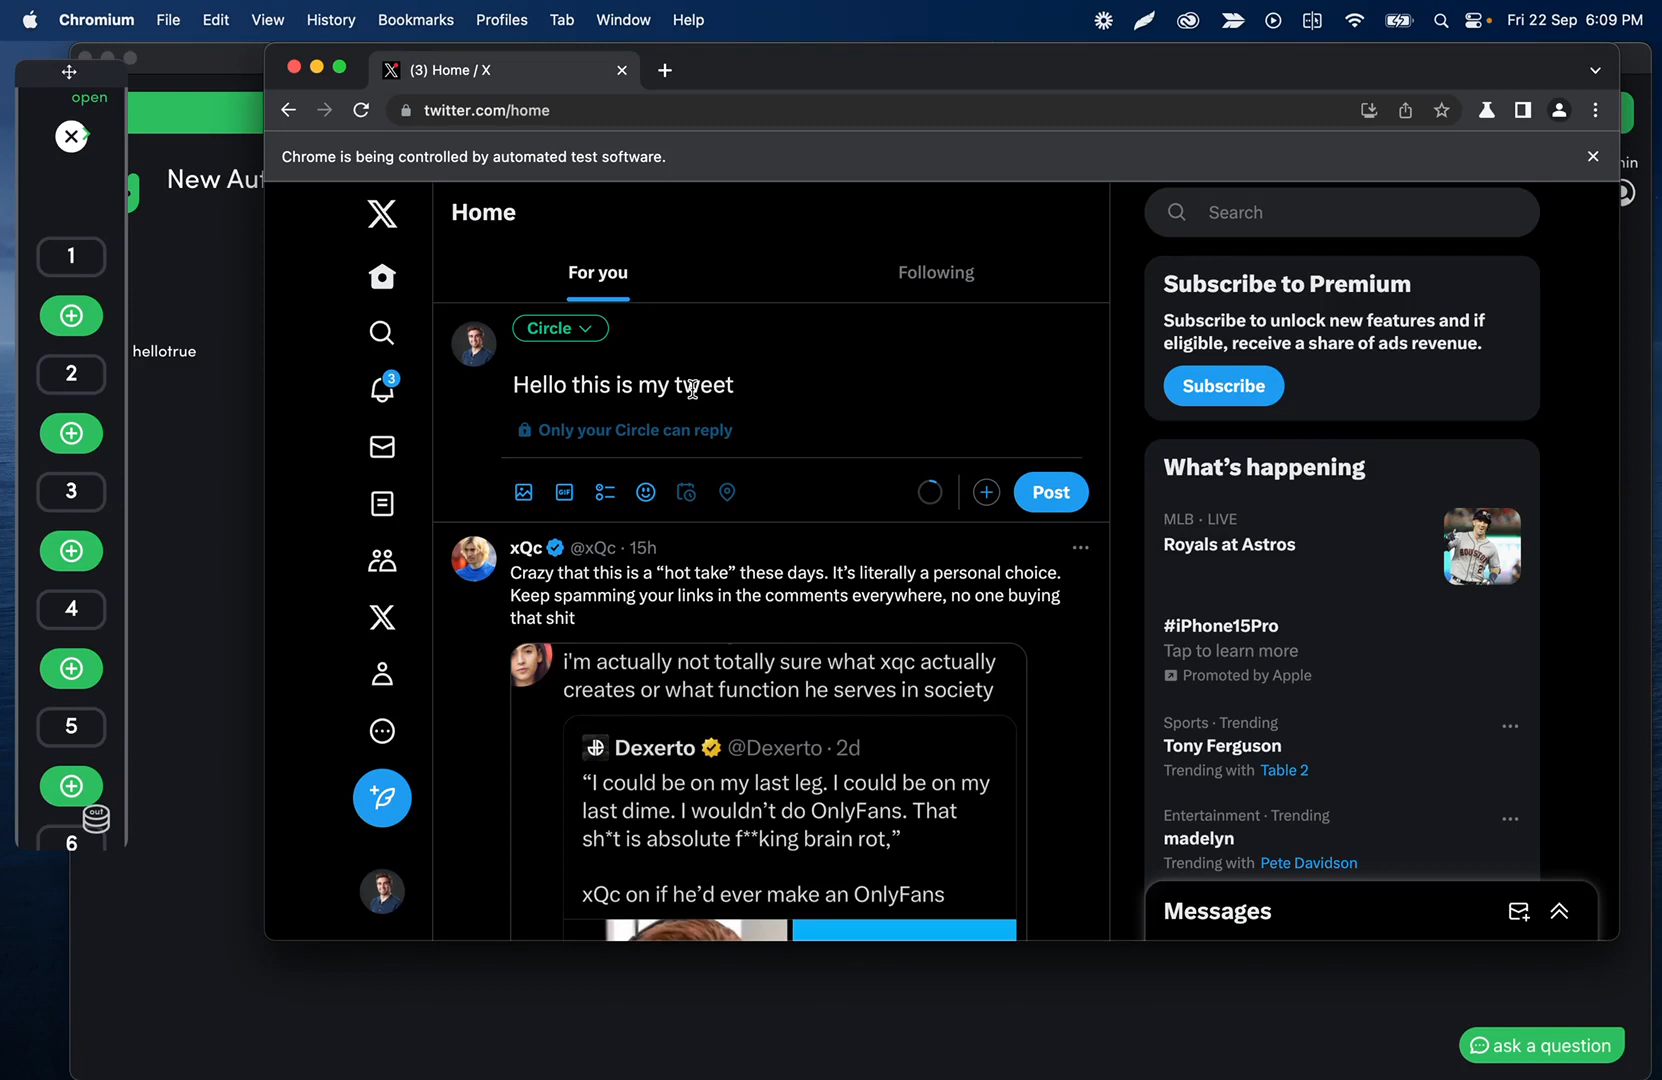 Chromium File Edit View History Bookmarks Profiles Tab Window Help
Fri 22 Sep 6:09 PM
open
1
2
3
4
5
out
6
New Au
hellotrue
in
(3) Home / X
twitter.com/home
Chrome is being controlled by automated test software.
Home
For you
Following
3
Circle
Hello this is my tweet
Only your Circle can reply
GIF
Post
xQc @xQc · 15h
Crazy that this is a “hot take” these days. It’s literally a personal choice.
Keep spamming your links in the comments everywhere, no one buying
that shit
i'm actually not totally sure what xqc actually
creates or what function he serves in society
Dexerto @Dexerto · 2d
“I could be on my last leg. I could be on my
last dime. I wouldn’t do OnlyFans. That
sh*t is absolute f**king brain rot,”
xQc on if he’d ever make an OnlyFans
Search
Subscribe to Premium
Subscribe to unlock new features and if
eligible, receive a share of ads revenue.
Subscribe
What’s happening
MLB · LIVE
Royals at Astros
#iPhone15Pro
Tap to learn more
Promoted by Apple
Sports · Trending
Tony Ferguson
Trending with Table 2
Entertainment · Trending
madelyn
Trending with Pete Davidson
Messages
ask a question